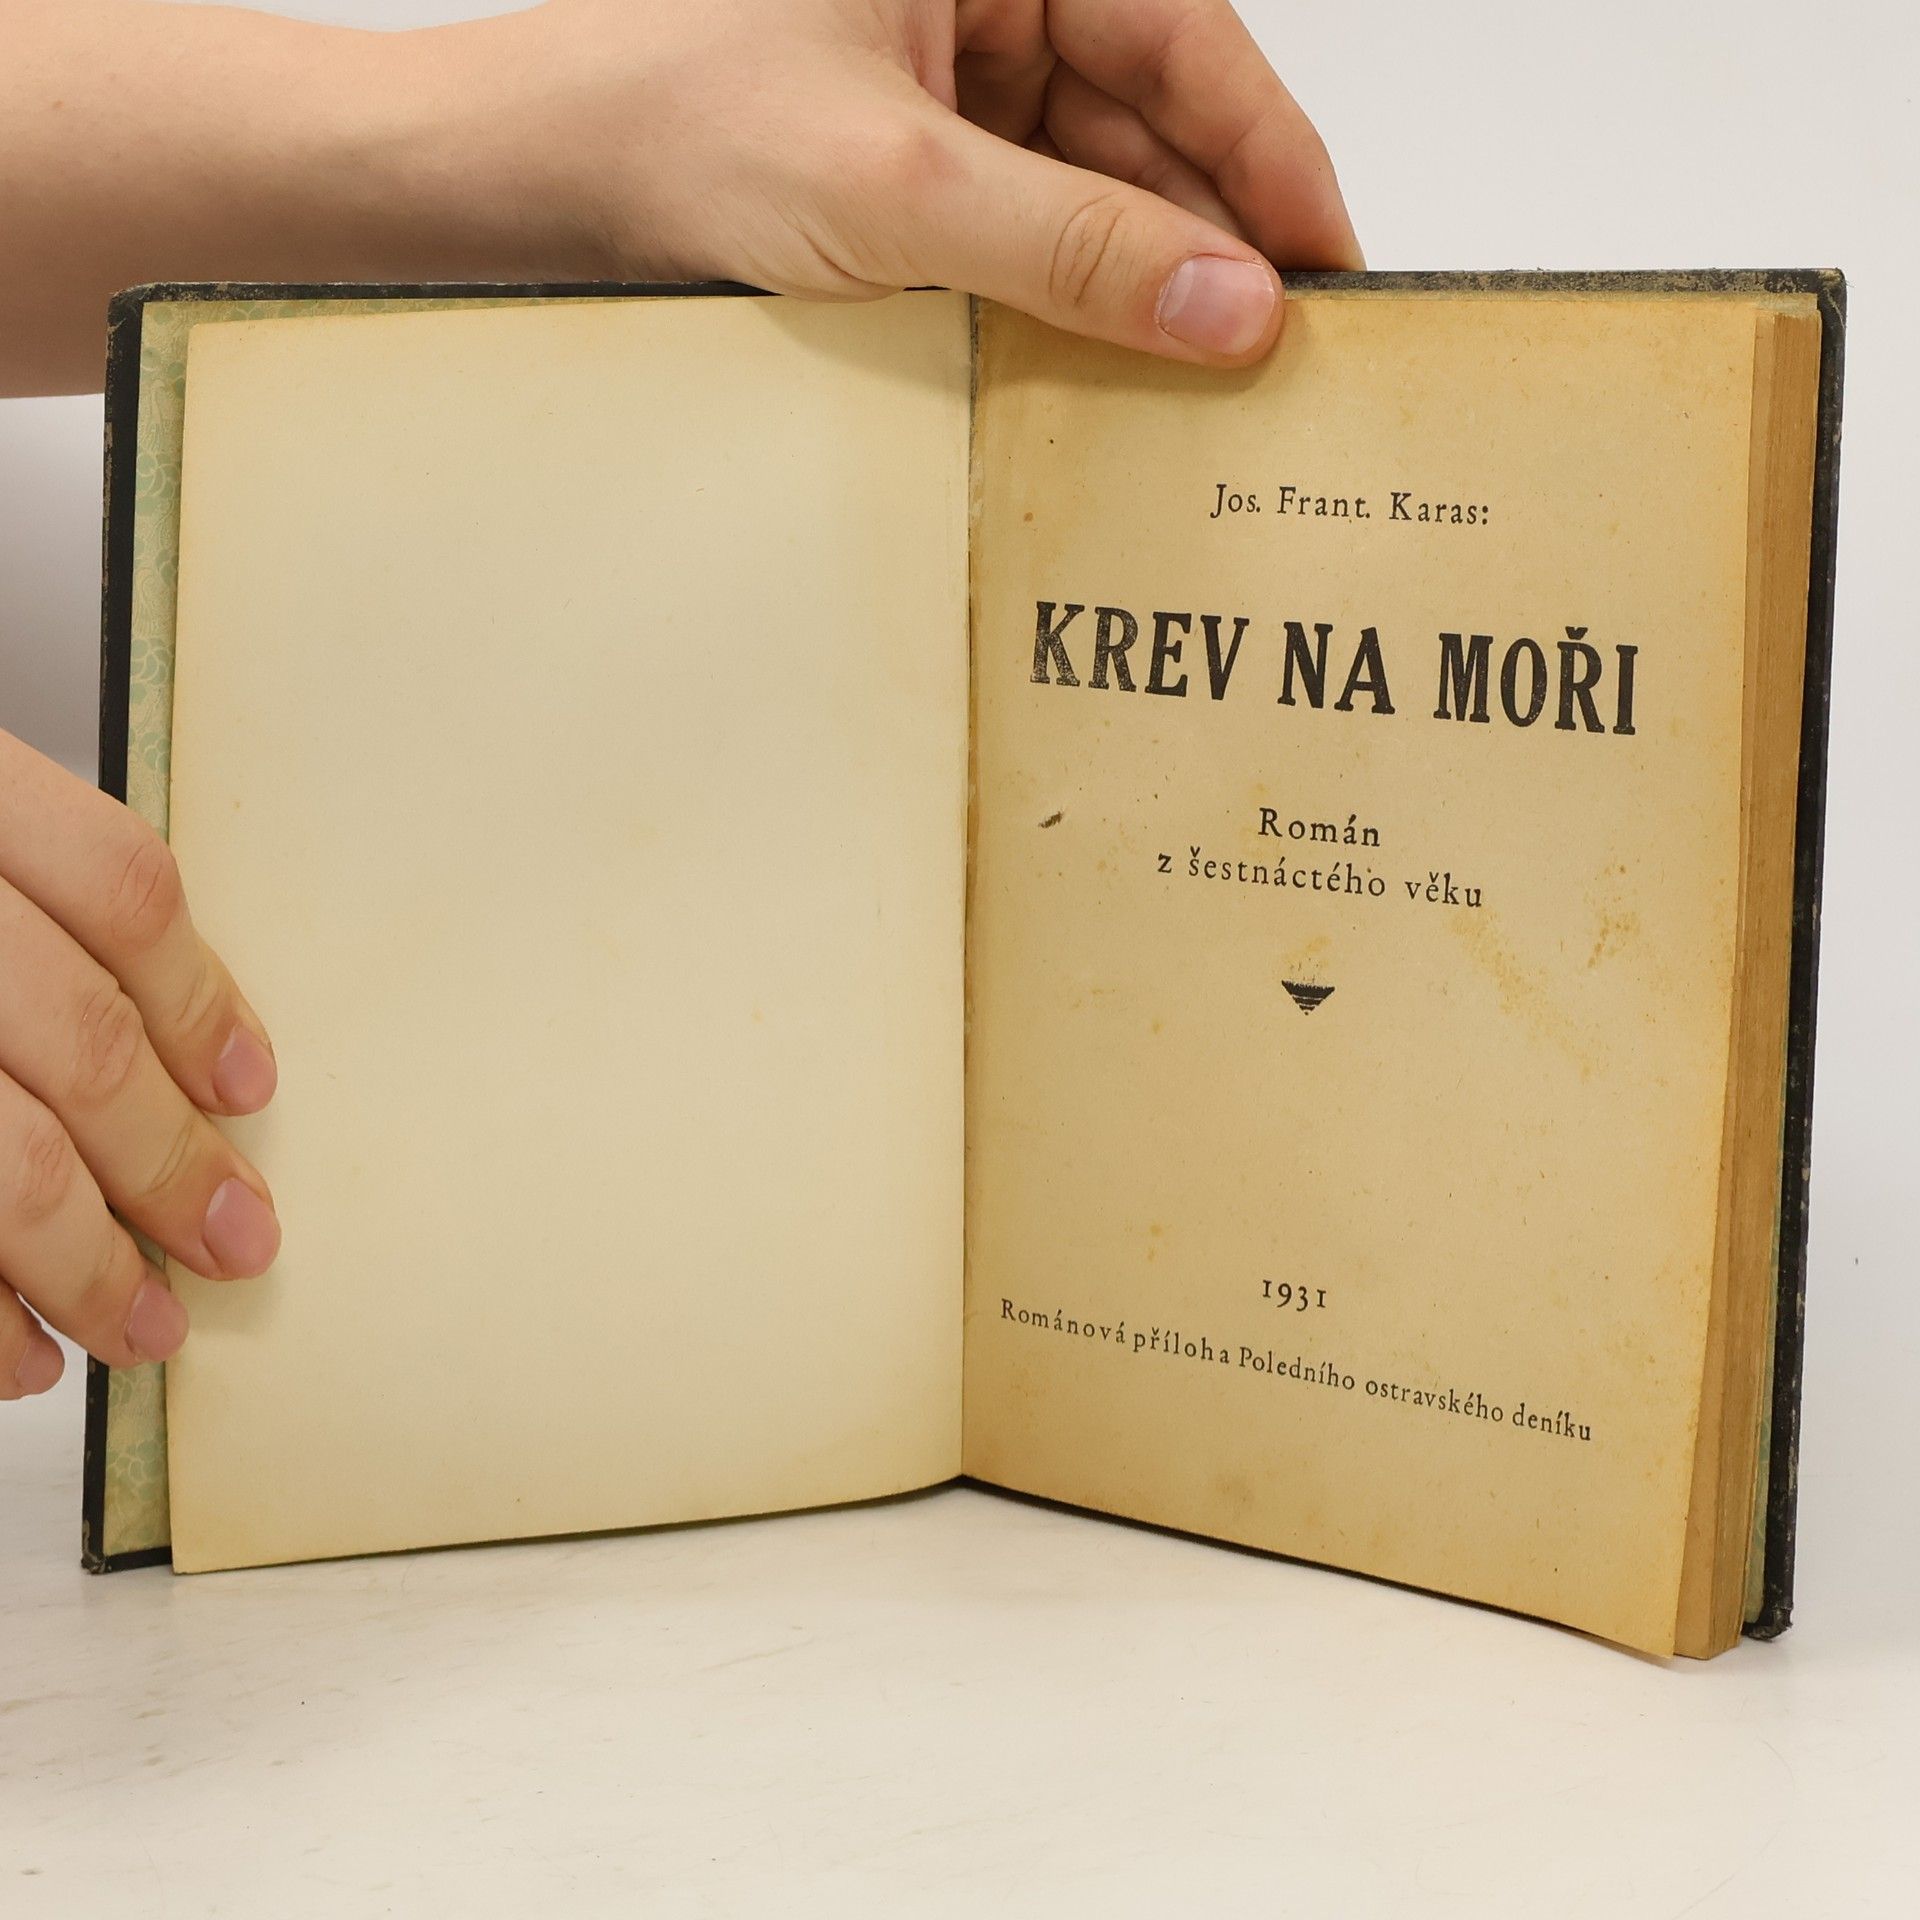 Jos. Frant. Karas:
KREV NA MOŘI
Román
z šestnáctého věku
1931
Románová příloha Poledního ostravského deníku